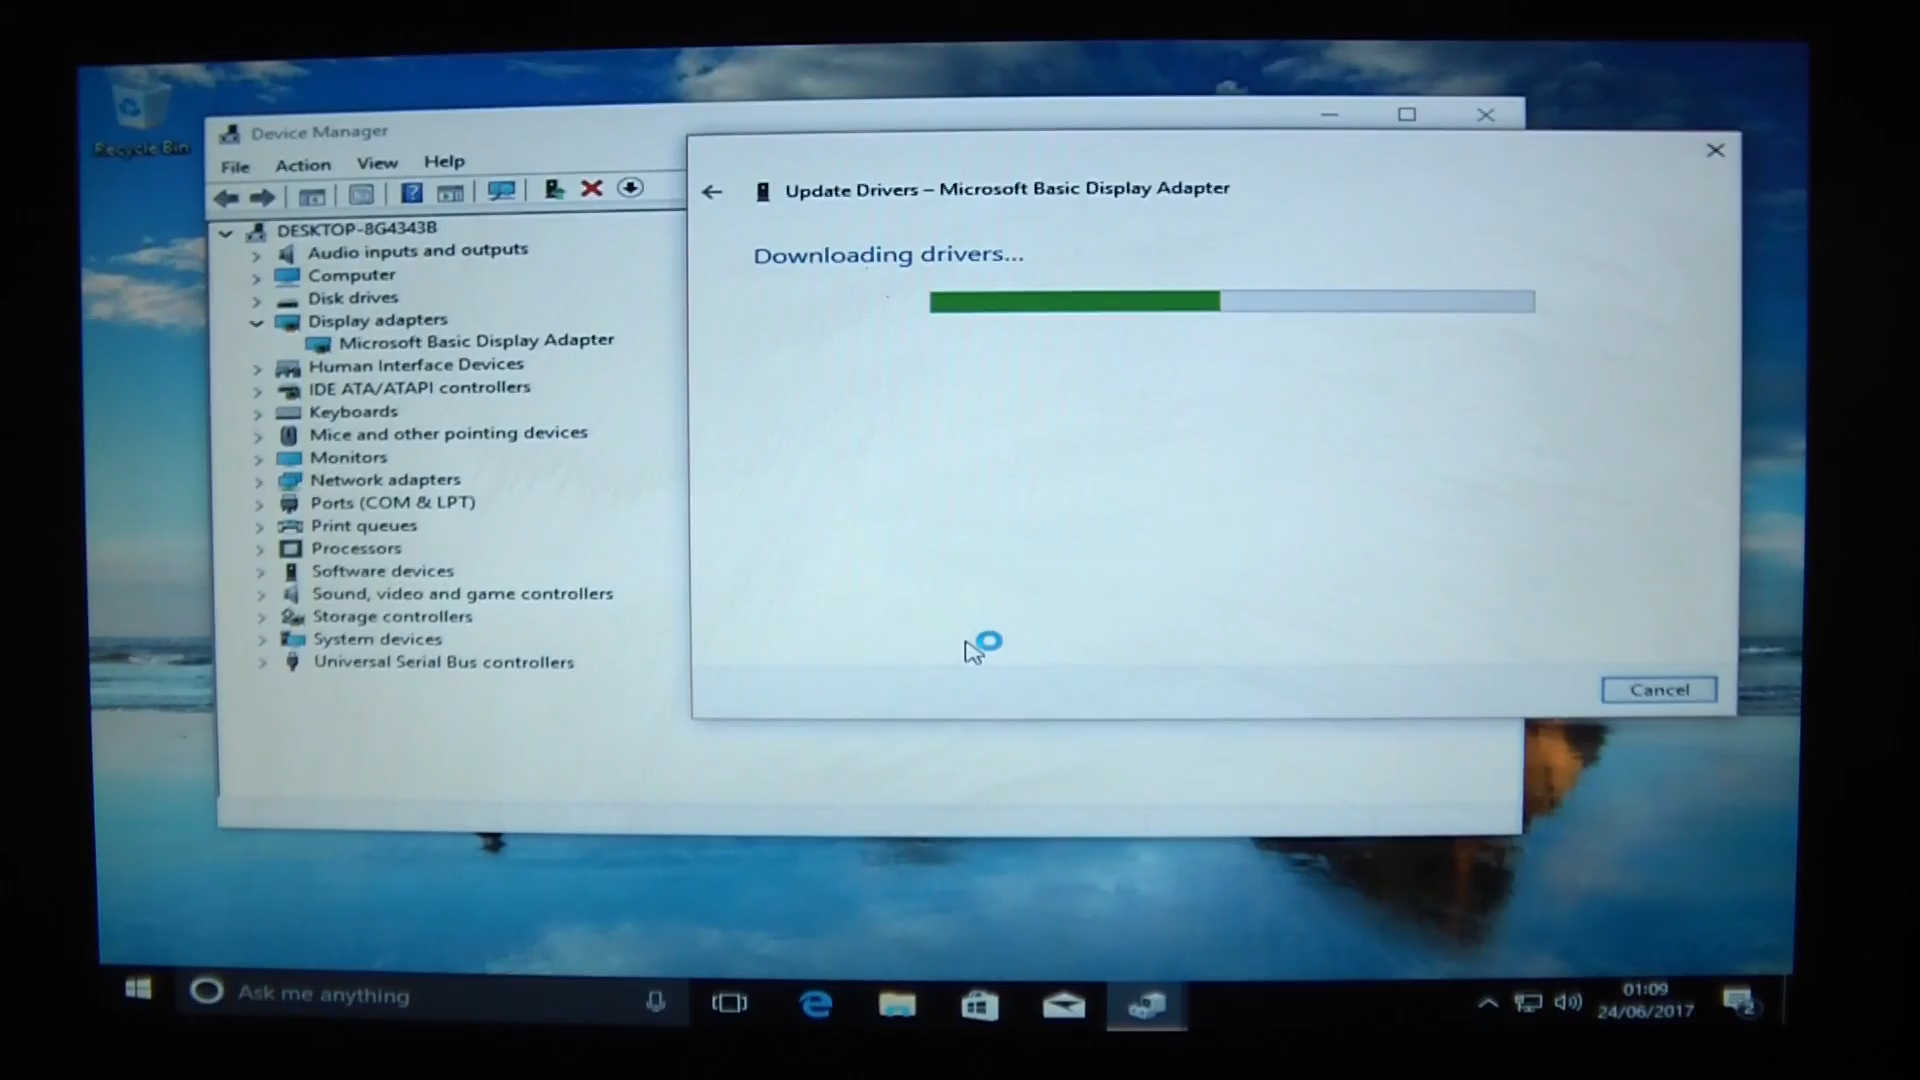 Recycle Bin
Device Manager
File Action View Help
DESKTOP-8G4343B
Audio inputs and outputs
Computer
Disk drives
Display adapters
Microsoft Basic Display Adapter
Human Interface Devices
IDE ATA/ATAPI controllers
Keyboards
Mice and other pointing devices
Monitors
Network adapters
Ports (COM & LPT)
Print queues
Processors
Software devices
Sound, video and game controllers
Storage controllers
System devices
Universal Serial Bus controllers
Update Drivers – Microsoft Basic Display Adapter
Downloading drivers...
Cancel
Ask me anything
01:09
24/06/2017
2